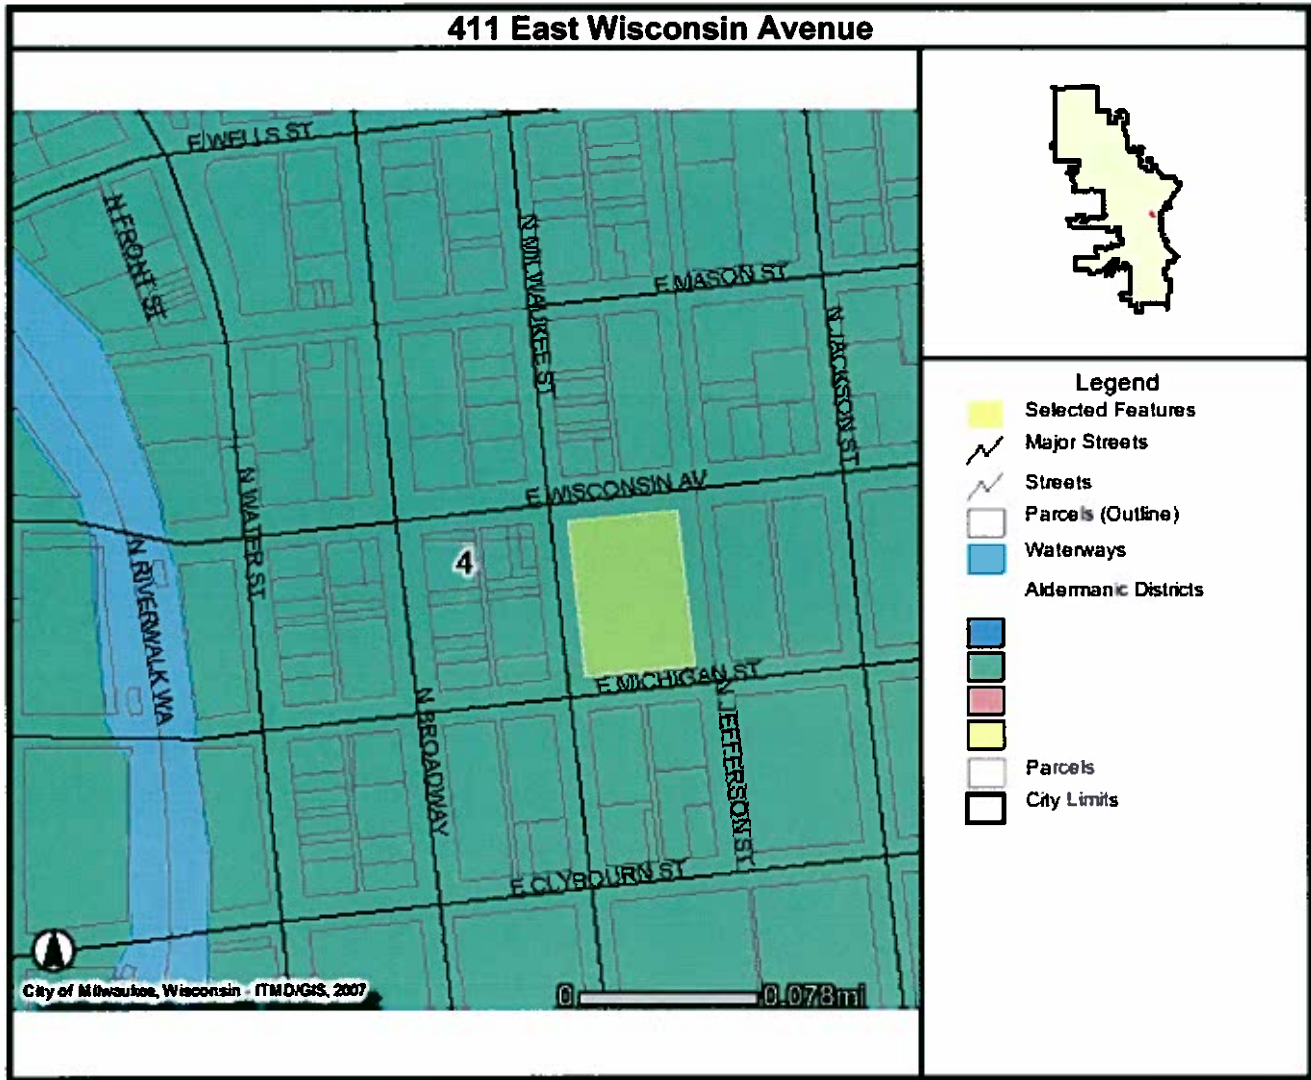 411 East Wisconsin Avenue
E WELLS ST
N FRONT ST
N MILWAUKEE ST
E MASON ST
N JACKSON ST
E WISCONSIN AV
N WATER ST
4
N RIVERWALK WA
E MICHIGAN ST
N BROADWAY
N JEFFERSON ST
E CLYBOURN ST
City of Milwaukee, Wisconsin - ITMD/GIS, 2007
0 0.078mi
Legend
Selected Features
Major Streets
Streets
Parcels (Outline)
Waterways
Aldermanic Districts
Parcels
City Limits